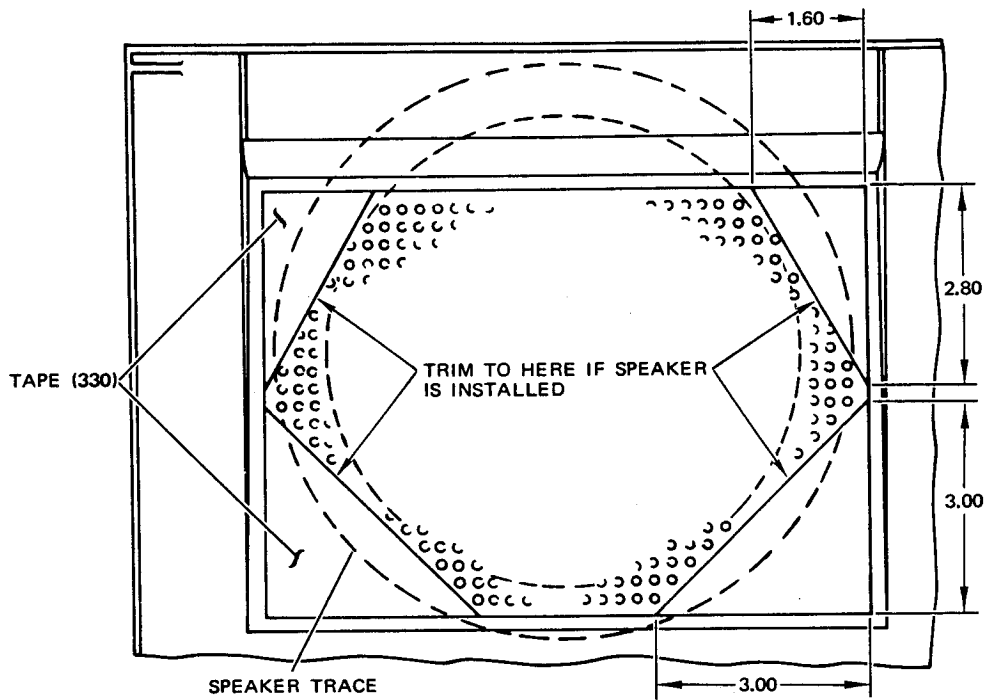 1.60
2.80
TAPE (330)
TRIM TO HERE IF SPEAKER
IS INSTALLED
3.00
SPEAKER TRACE
3.00